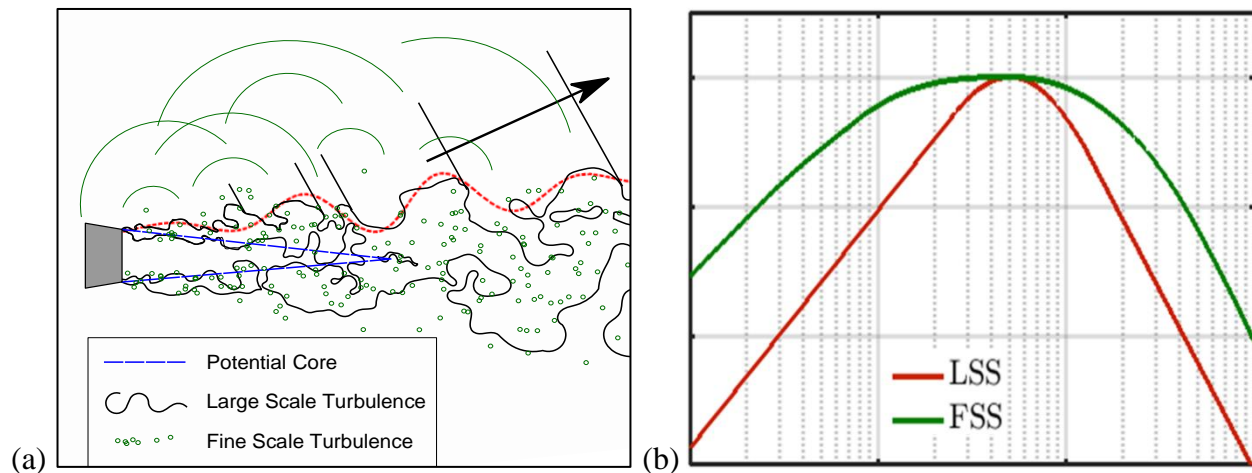 Potential Core
Large Scale Turbulence
Fine Scale Turbulence
(a)
LSS
FSS
(b)